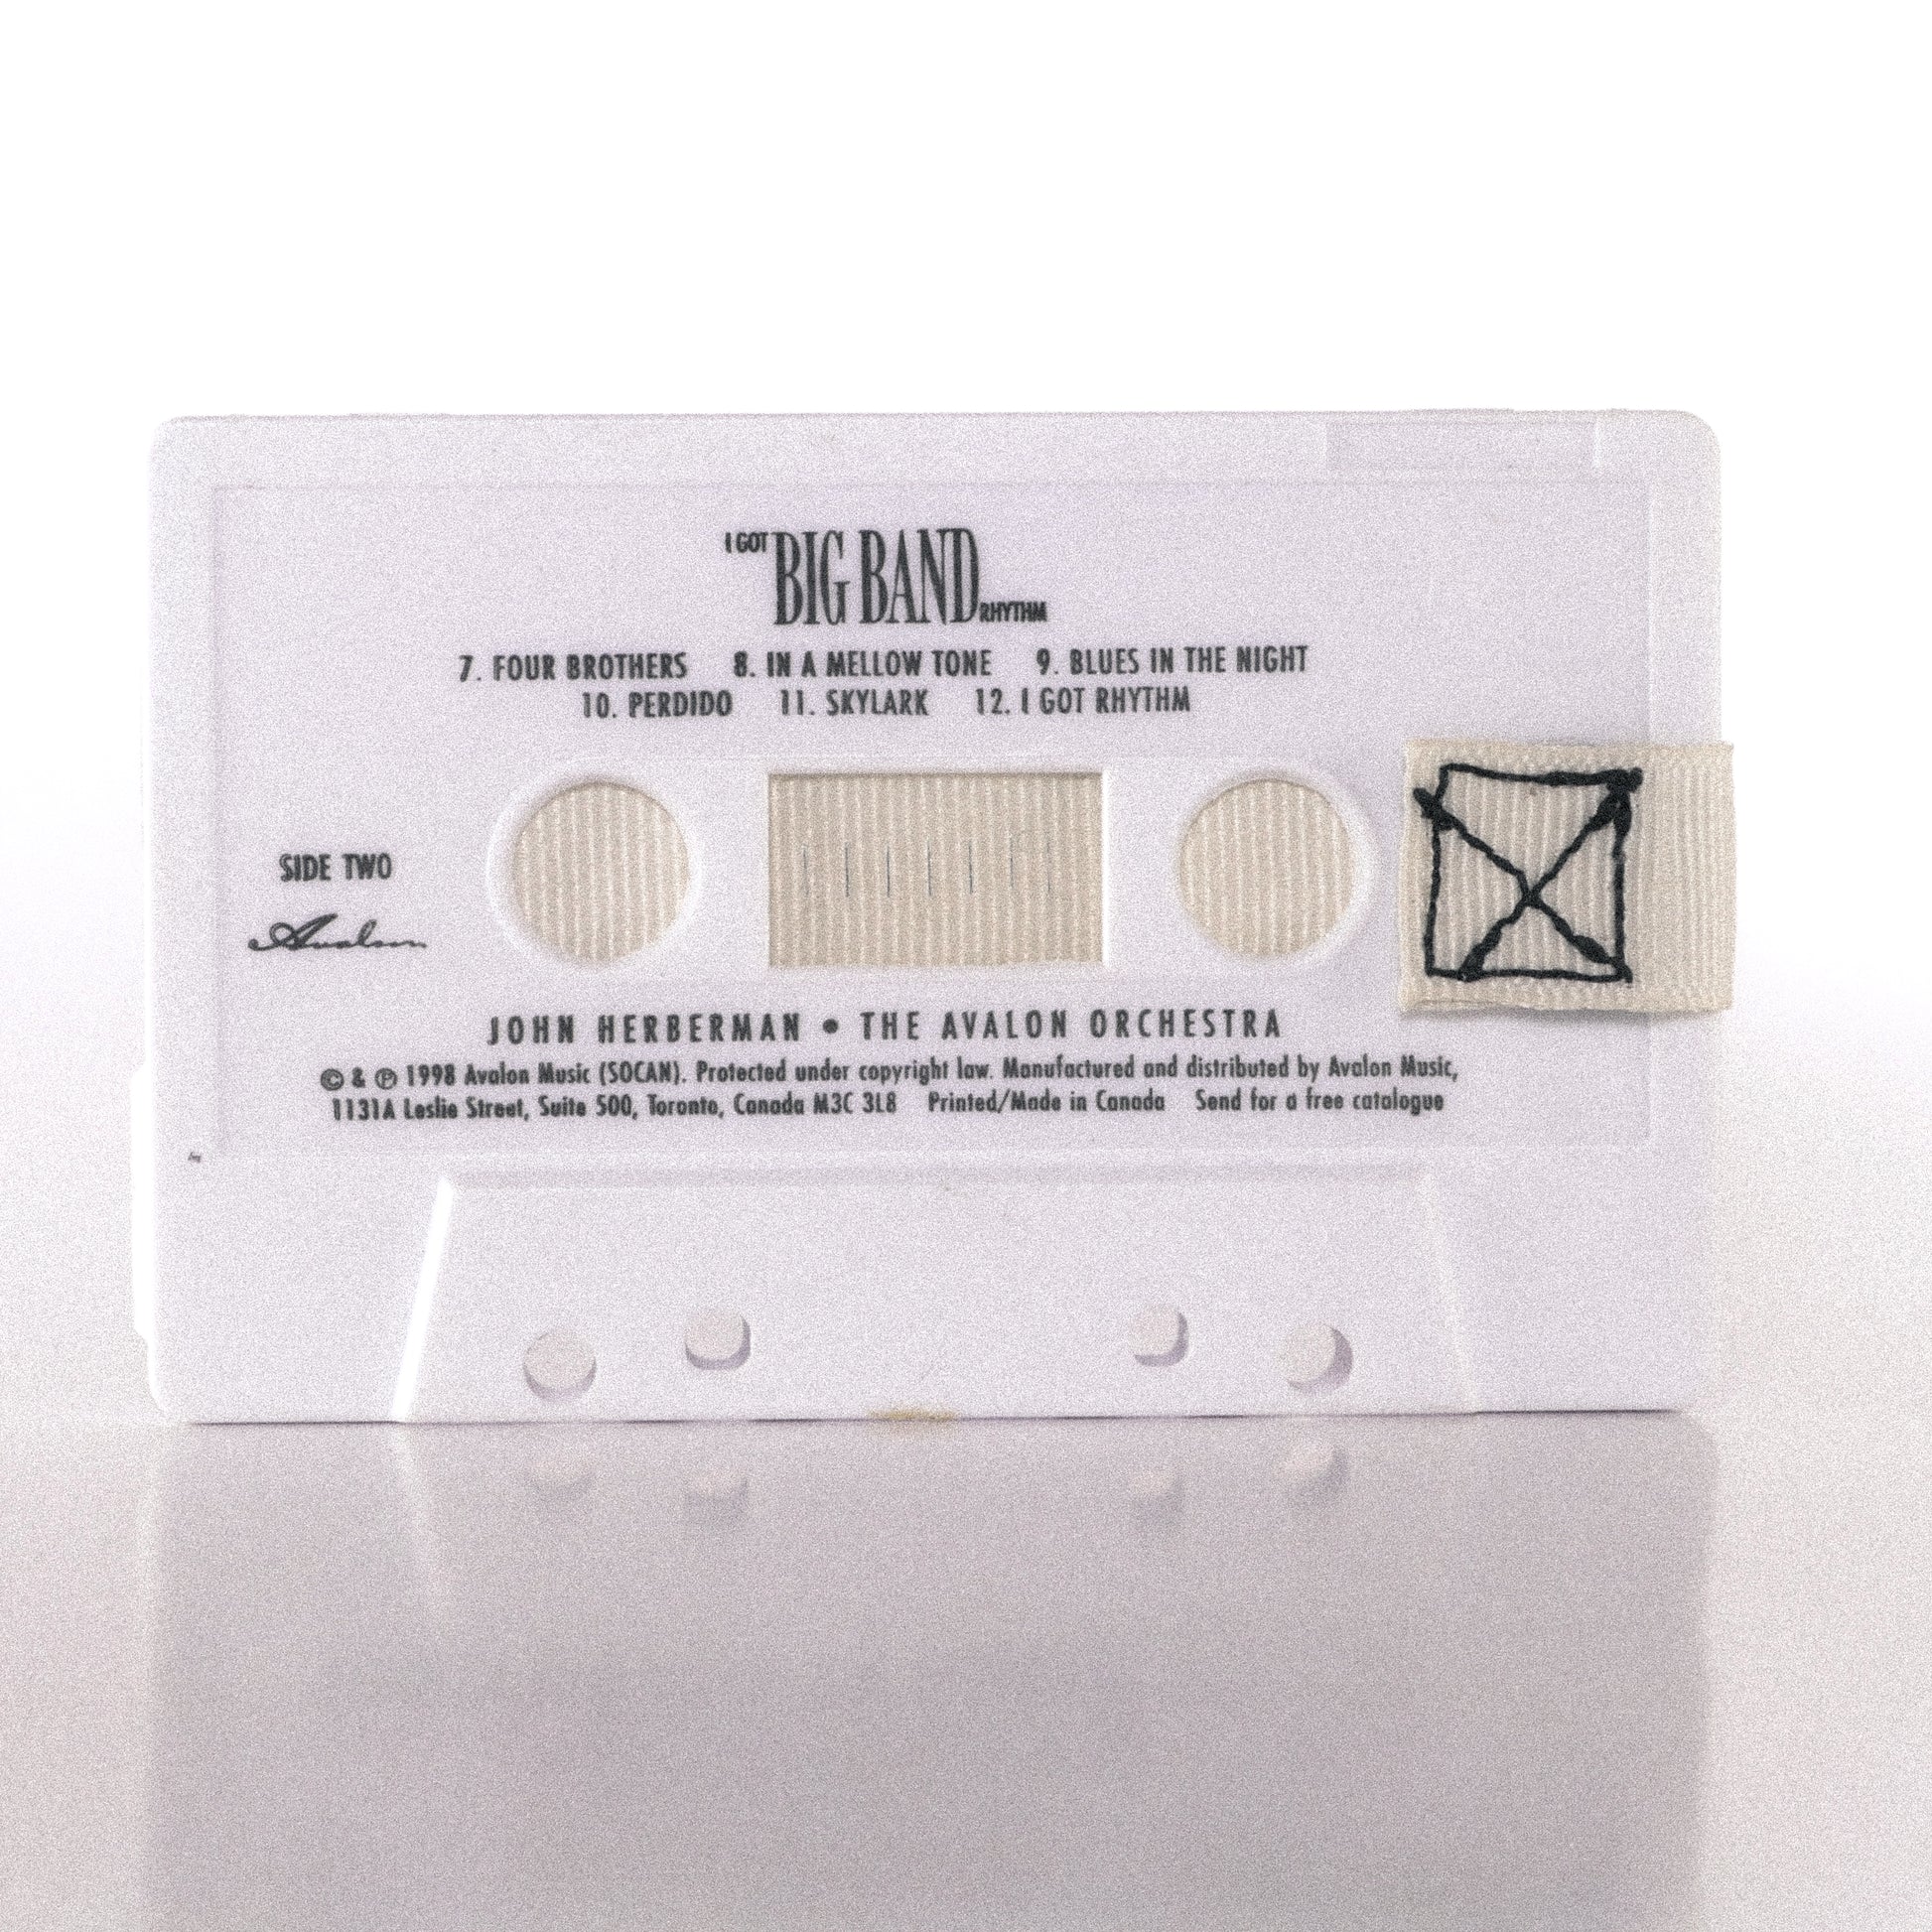 I GOT BIG BAND RHYTHM
7. FOUR BROTHERS 8. IN A MELLOW TONE 9. BLUES IN THE NIGHT
10. PERDIDO 11. SKYLARK 12. I GOT RHYTHM
SIDE TWO
Avalon
JOHN HERBERMAN • THE AVALON ORCHESTRA
© & ℗ 1998 Avalon Music (SOCAN). Protected under copyright law. Manufactured and distributed by Avalon Music,
1131A Leslie Street, Suite 500, Toronto, Canada M3C 3L8 Printed/Made in Canada Send for a free catalogue